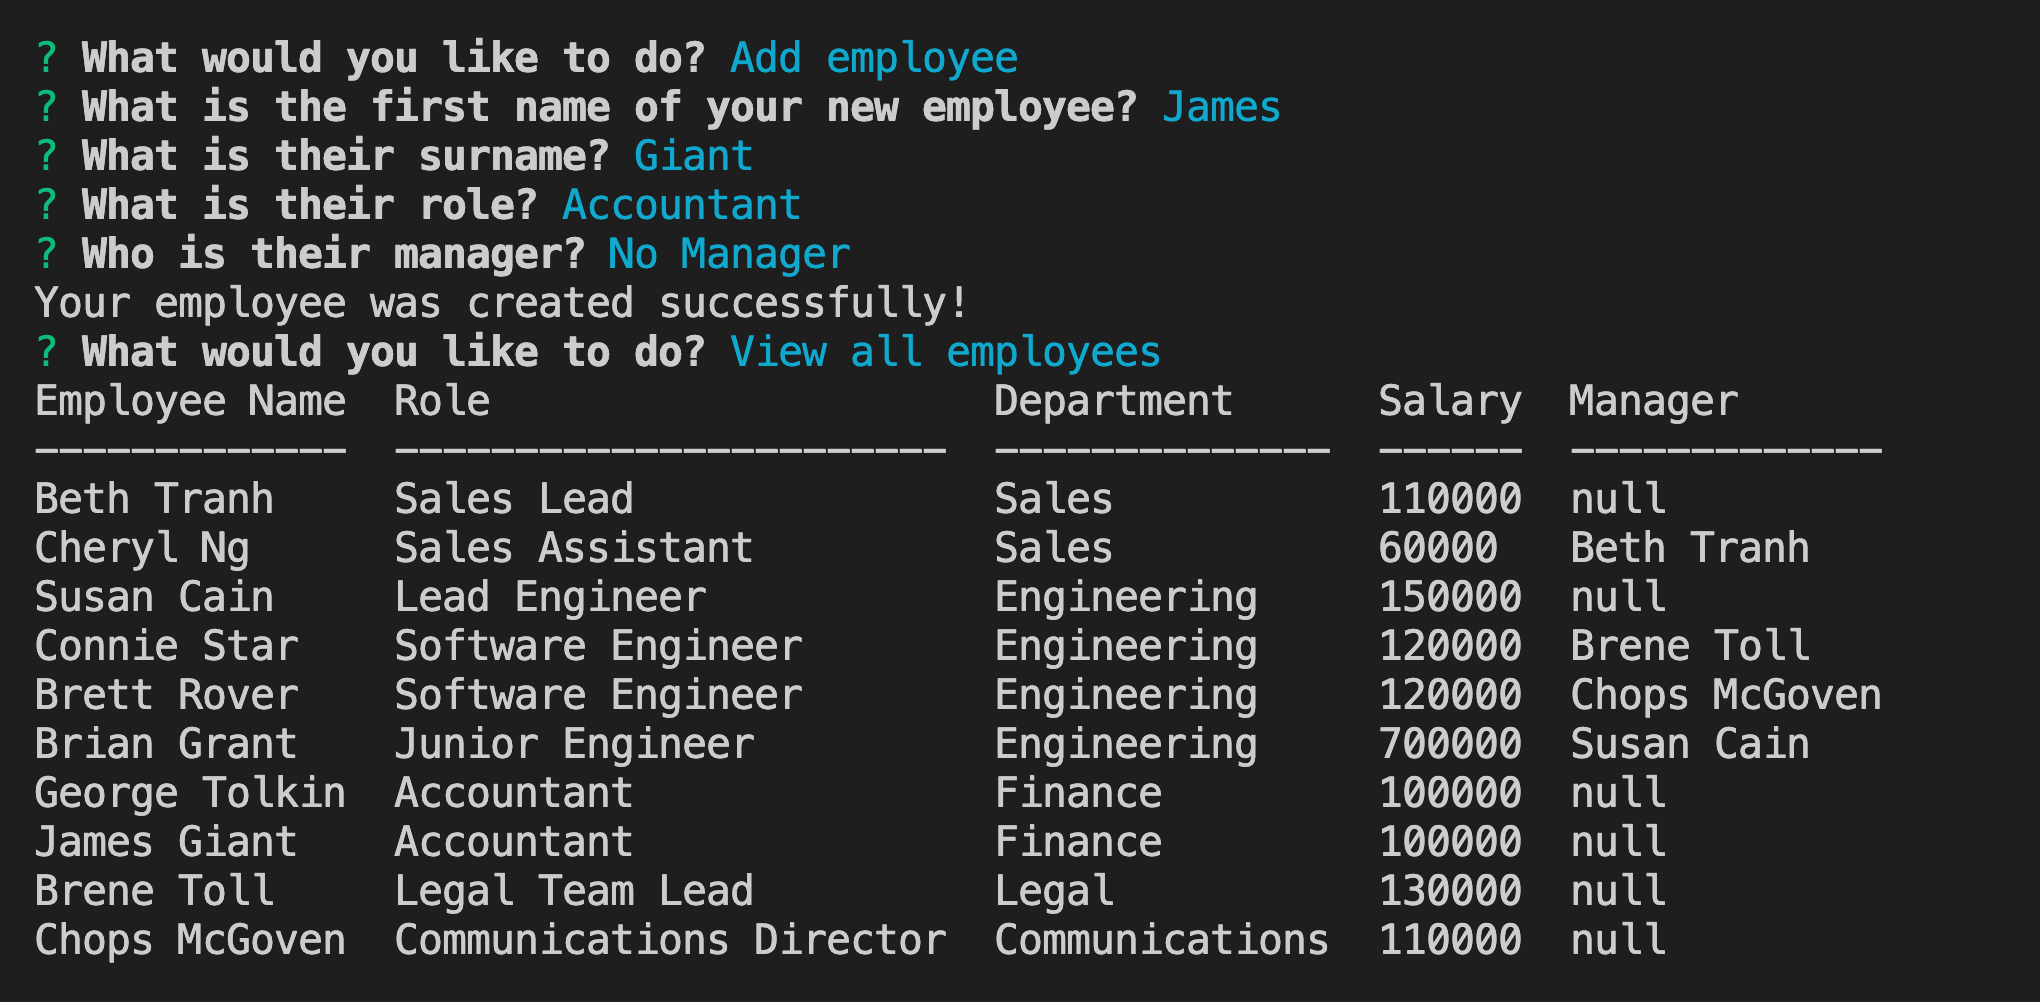 ? What would you like to do? Add employee
? What is the first name of your new employee? James
? What is their surname? Giant
? What is their role? Accountant
? Who is their manager? No Manager
Your employee was created successfully!
? What would you like to do? View all employees
Employee Name  Role                     Department      Salary  Manager
-------------  -----------------------  --------------  ------  -------------
Beth Tranh     Sales Lead               Sales           110000  null
Cheryl Ng      Sales Assistant          Sales           60000   Beth Tranh
Susan Cain     Lead Engineer            Engineering     150000  null
Connie Star    Software Engineer        Engineering     120000  Brene Toll
Brett Rover    Software Engineer        Engineering     120000  Chops McGoven
Brian Grant    Junior Engineer          Engineering     700000  Susan Cain
George Tolkin  Accountant               Finance         100000  null
James Giant    Accountant               Finance         100000  null
Brene Toll     Legal Team Lead          Legal           130000  null
Chops McGoven  Communications Director  Communications  110000  null